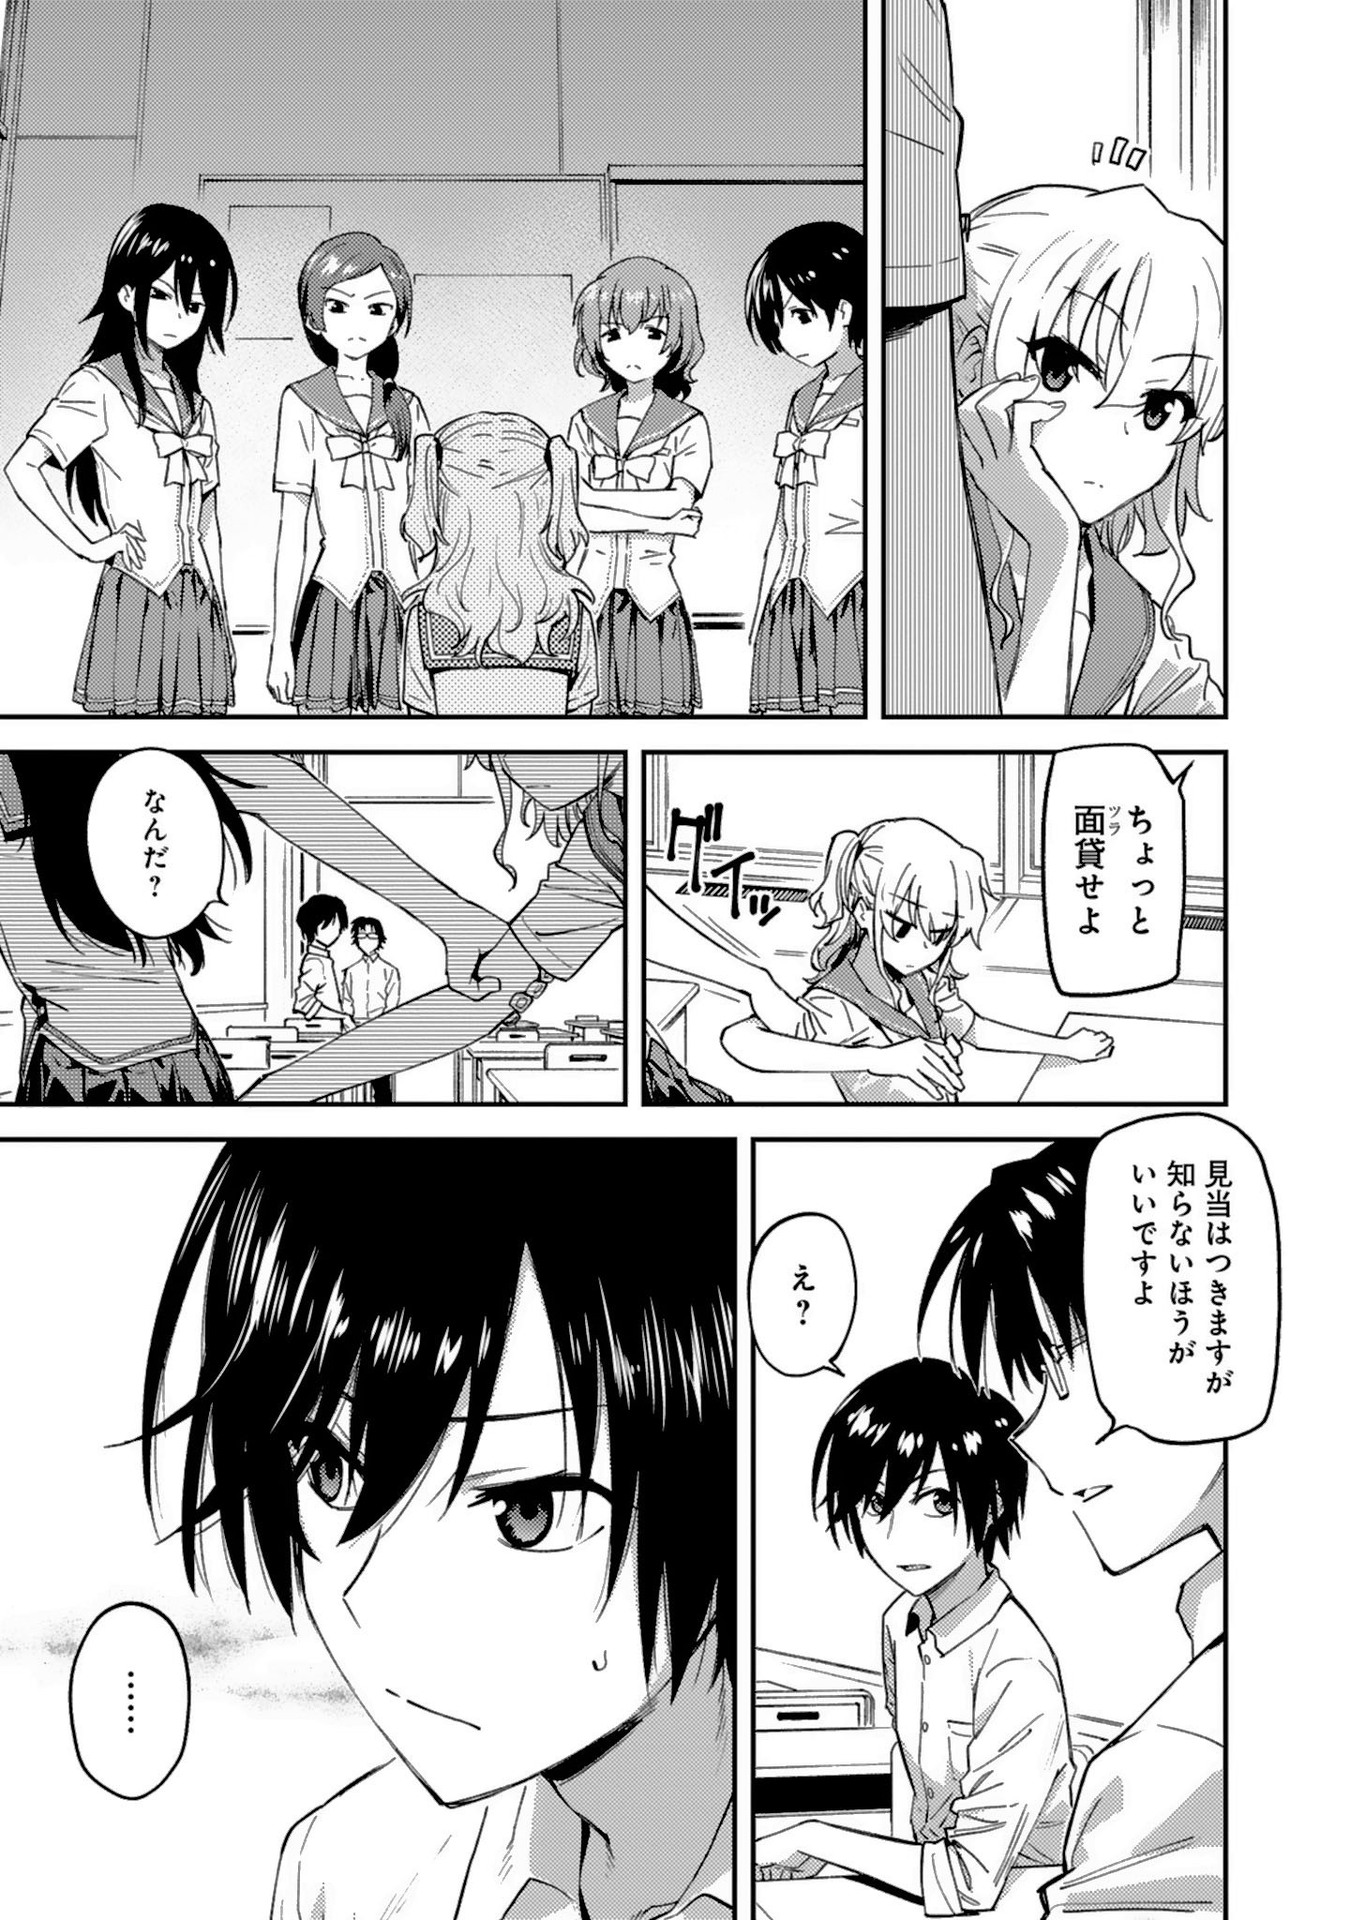 ちょっと
面貸せよ
ツラ
グイッ
なんだ？
見当はつきますが
知らないほうが
いいですよ
え？
……